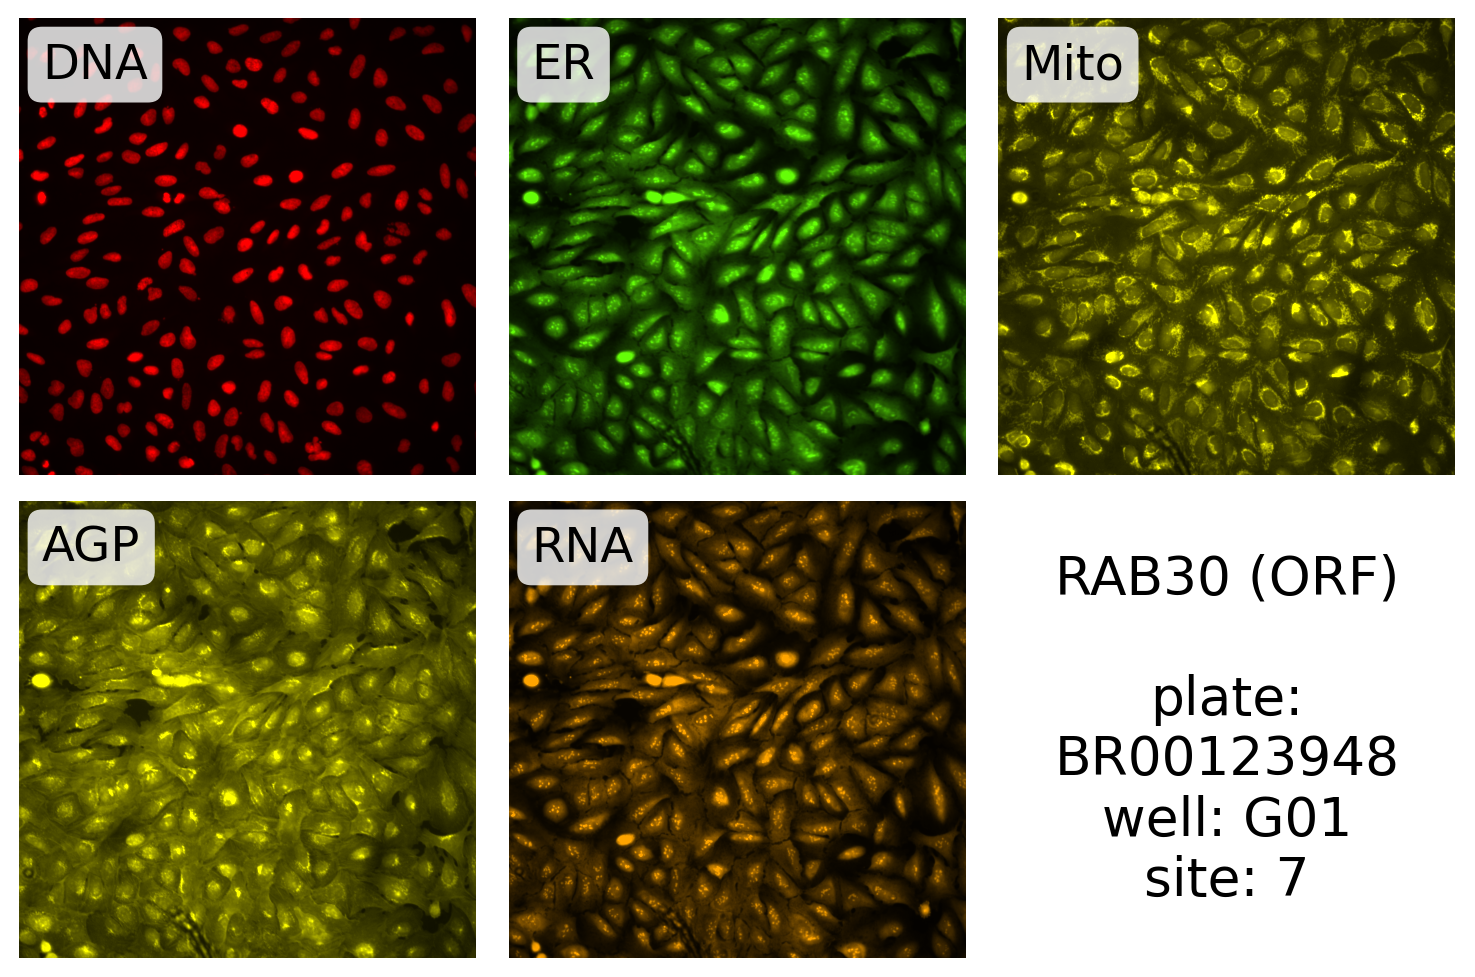 DNA
ER
Mito
AGP
RNA
RAB30 (ORF)
plate:
BR00123948
well: G01
site: 7